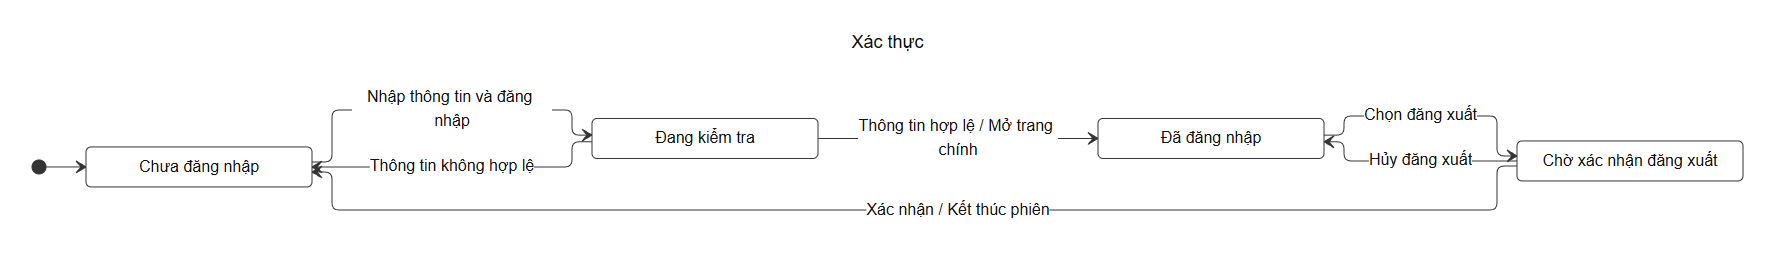 Xác thực
Nhập thông tin và đăng
nhập
Chọn đăng xuất
Thông tin hợp lệ / Mở trang
chính
Đang kiểm tra
Đã đăng nhập
Chưa đăng nhập
Thông tin không hợp lệ
Hủy đăng xuất
Chờ xác nhận đăng xuất
Xác nhận / Kết thúc phiên